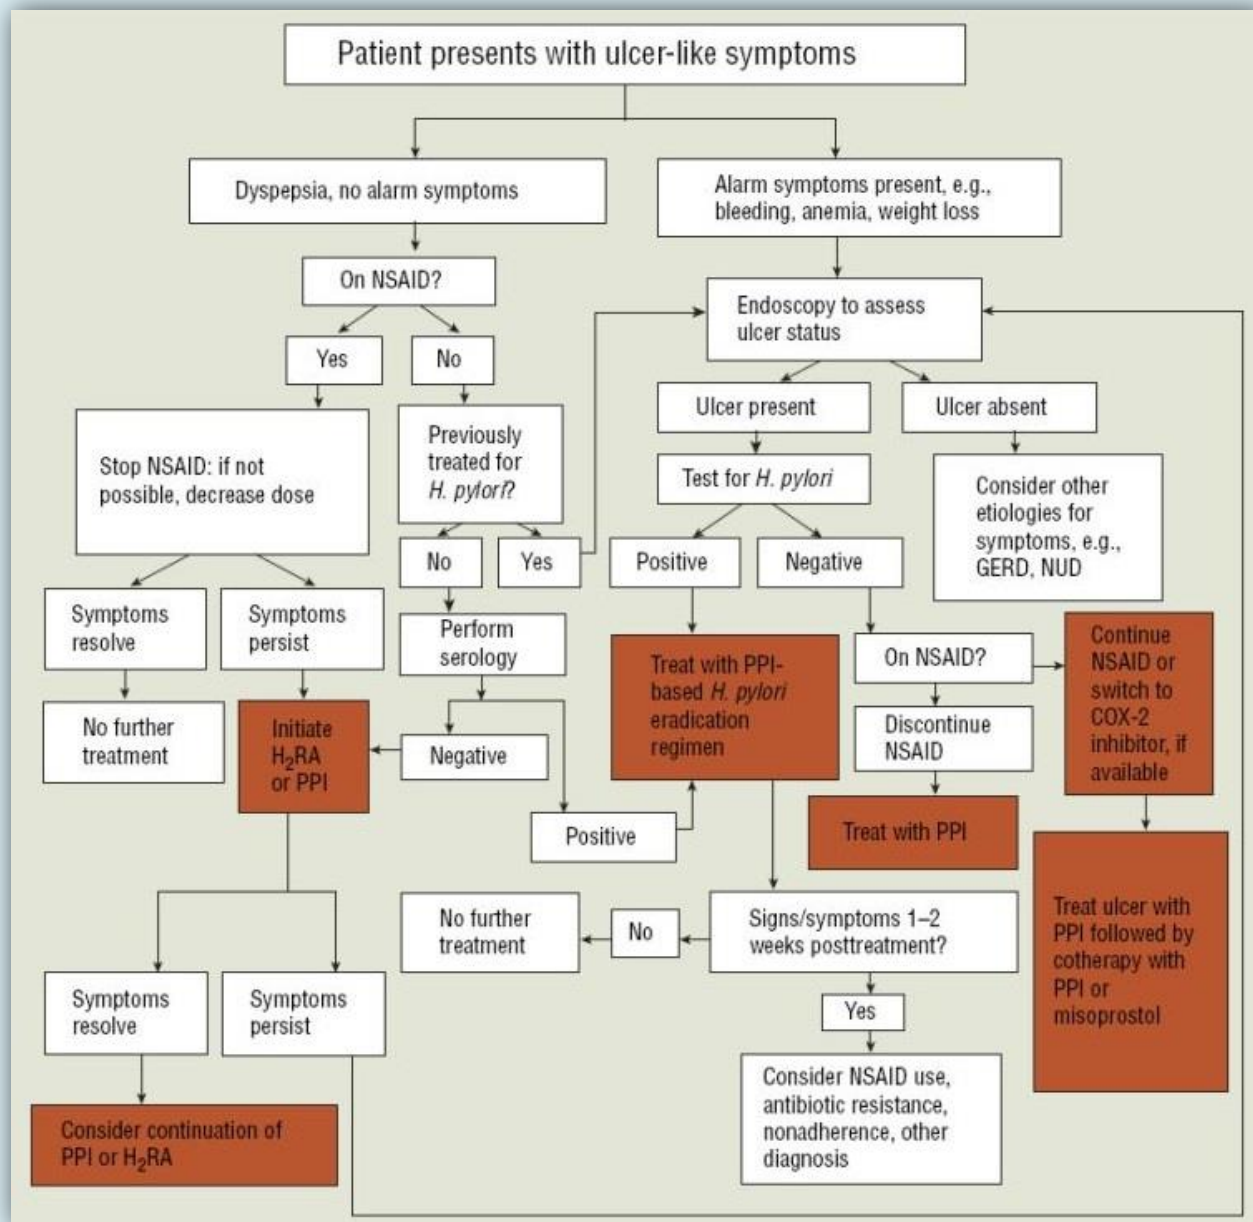 Patient presents with ulcer-like symptoms
Dyspepsia, no alarm symptoms
Alarm symptoms present, e.g.,
bleeding, anemia, weight loss
On NSAID?
Endoscopy to assess
ulcer status
Yes
No
Ulcer present
Ulcer absent
Stop NSAID: if not
possible, decrease dose
Previously
treated for
H. pylori?
Test for H. pylori
Consider other
etiologies for
symptoms, e.g.,
GERD, NUD
No
Yes
Positive
Negative
Symptoms
resolve
Symptoms
persist
Perform
serology
Treat with PPI-
based H. pylori
eradication
regimen
On NSAID?
Continue
NSAID or
switch to
COX-2
inhibitor, if
available
No further
treatment
Initiate
H₂RA
or PPI
Negative
Discontinue
NSAID
Positive
Treat with PPI
No further
treatment
No
Signs/symptoms 1–2
weeks posttreatment?
Treat ulcer with
PPI followed by
cotherapy with
PPI or
misoprostol
Symptoms
resolve
Symptoms
persist
Yes
Consider NSAID use,
antibiotic resistance,
nonadherence, other
diagnosis
Consider continuation of
PPI or H₂RA